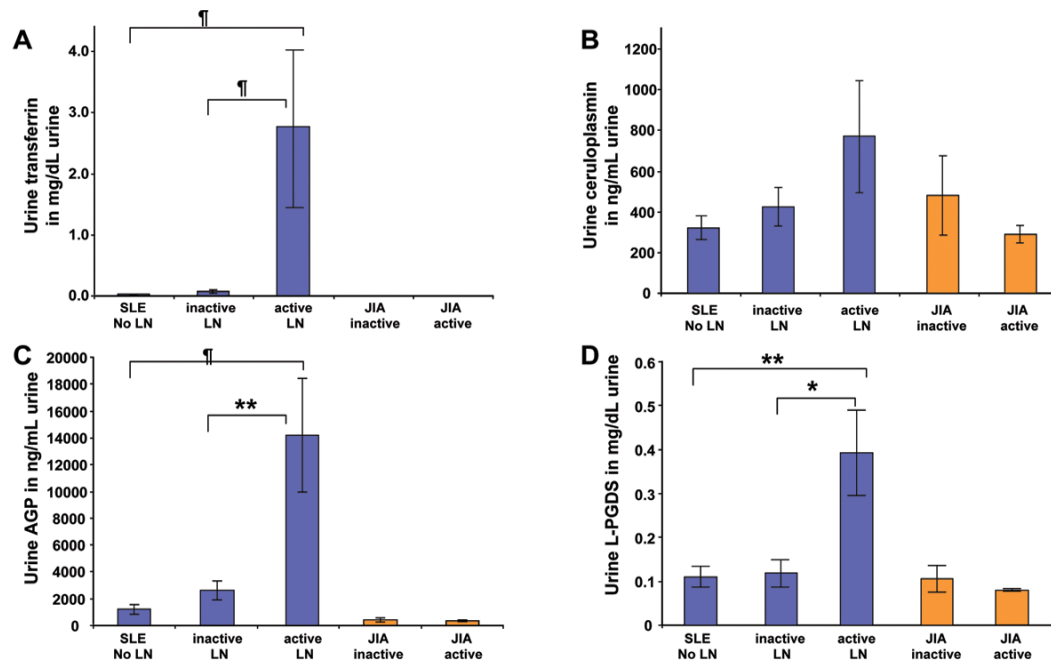 A
Urine transferrin
in mg/dL urine
4.0
3.0
2.0
1.0
0.0
¶
¶
SLE
No LN
inactive
LN
active
LN
JIA
inactive
JIA
active
B
Urine ceruloplasmin
in ng/mL urine
1200
1000
800
600
400
200
0
SLE
No LN
inactive
LN
active
LN
JIA
inactive
JIA
active
C
Urine AGP in ng/mL urine
20000
18000
16000
14000
12000
10000
8000
6000
4000
2000
0
¶
**
SLE
No LN
inactive
LN
active
LN
JIA
inactive
JIA
active
D
Urine L-PGDS in mg/dL urine
0.6
0.5
0.4
0.3
0.2
0.1
0
**
*
SLE
No LN
inactive
LN
active
LN
JIA
inactive
JIA
active